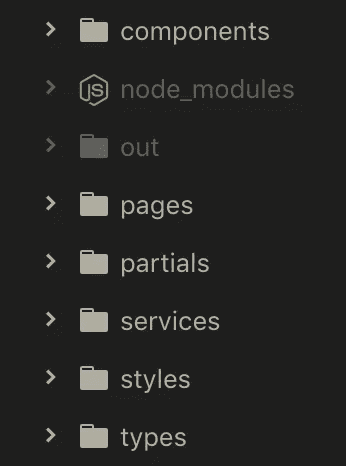 components
node_modules
out
pages
partials
services
styles
types